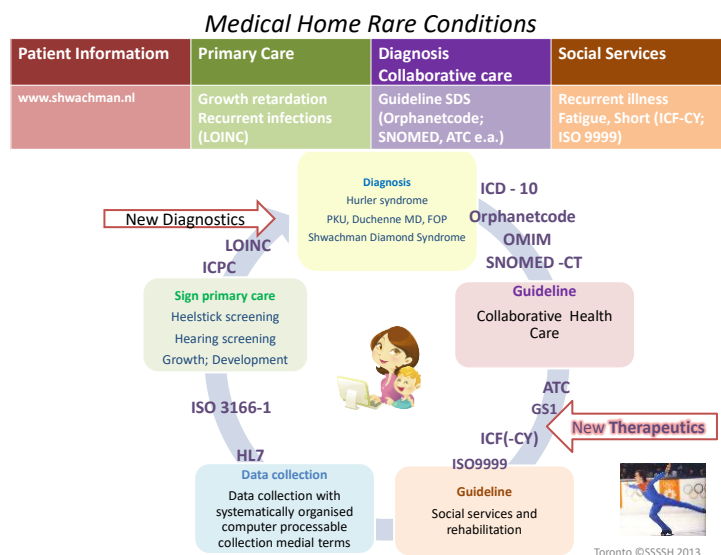 Medical Home Rare Conditions
Patient Informatiom
Primary Care
Diagnosis
Collaborative care
Social Services
www.shwachman.nl
Growth retardation
Recurrent infections
(LOINC)
Guideline SDS
(Orphanetcode;
SNOMED, ATC e.a.)
Recurrent illness
Fatigue, Short (ICF-CY;
ISO 9999)
Diagnosis
Hurler syndrome
PKU, Duchenne MD, FOP
Shwachman Diamond Syndrome
New Diagnostics
ICD - 10
Orphanetcode
OMIM
SNOMED -CT
LOINC
ICPC
Sign primary care
Heelstick screening
Hearing screening
Growth; Development
Guideline
Collaborative Health
Care
ATC
GS1
New Therapeutics
ICF(-CY)
ISO9999
ISO 3166-1
HL7
Data collection
Data collection with
systematically organised
computer processable
collection medial terms
Guideline
Social services and
rehabilitation
Toronto ©SSSSH 2013